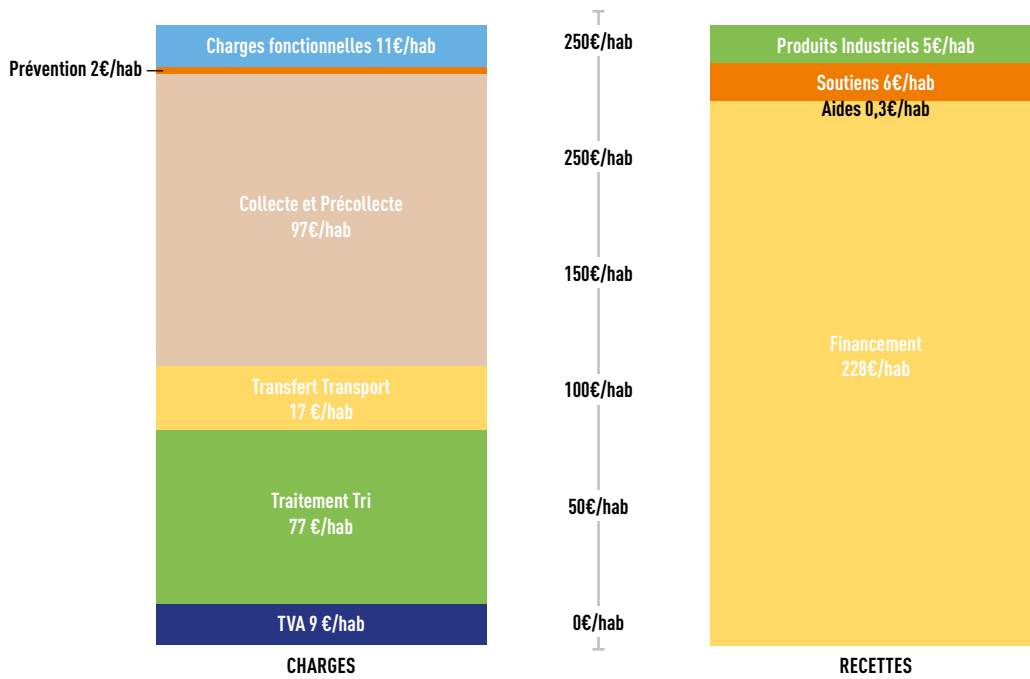 Charges fonctionnelles 11€/hab
Prévention 2€/hab
Collecte et Précollecte
97€/hab
Transfert Transport
17 €/hab
Traitement Tri
77 €/hab
TVA 9 €/hab
CHARGES
250€/hab
250€/hab
150€/hab
100€/hab
50€/hab
0€/hab
Produits Industriels 5€/hab
Soutiens 6€/hab
Aides 0,3€/hab
Financement
228€/hab
RECETTES